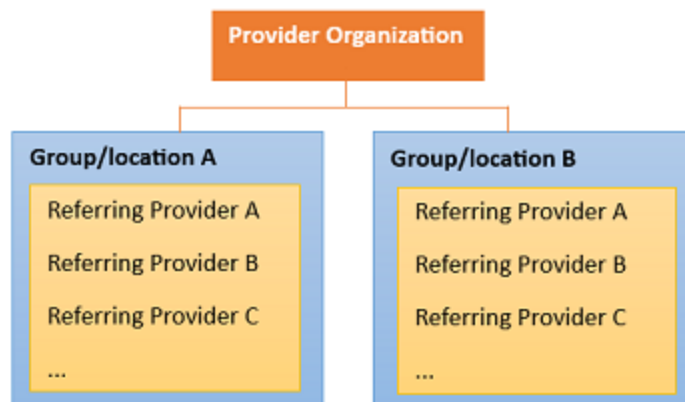 Provider Organization
Group/location A
Referring Provider A
Referring Provider B
Referring Provider C
...
Group/location B
Referring Provider A
Referring Provider B
Referring Provider C
...